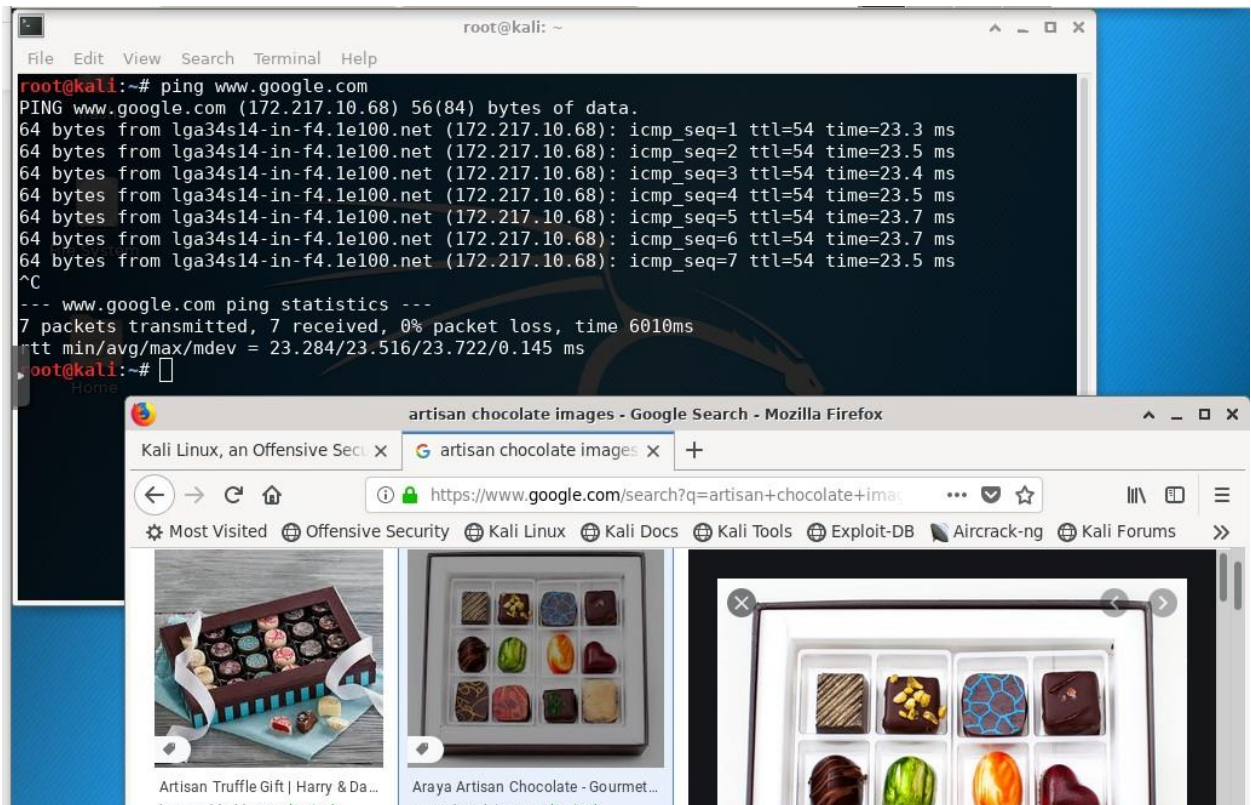 root@kali: ~
File Edit View Search Terminal Help
root@kali:~# ping www.google.com
PING www.google.com (172.217.10.68) 56(84) bytes of data.
64 bytes from lga34s14-in-f4.1e100.net (172.217.10.68): icmp_seq=1 ttl=54 time=23.3 ms
64 bytes from lga34s14-in-f4.1e100.net (172.217.10.68): icmp_seq=2 ttl=54 time=23.5 ms
64 bytes from lga34s14-in-f4.1e100.net (172.217.10.68): icmp_seq=3 ttl=54 time=23.4 ms
64 bytes from lga34s14-in-f4.1e100.net (172.217.10.68): icmp_seq=4 ttl=54 time=23.5 ms
64 bytes from lga34s14-in-f4.1e100.net (172.217.10.68): icmp_seq=5 ttl=54 time=23.7 ms
64 bytes from lga34s14-in-f4.1e100.net (172.217.10.68): icmp_seq=6 ttl=54 time=23.7 ms
64 bytes from lga34s14-in-f4.1e100.net (172.217.10.68): icmp_seq=7 ttl=54 time=23.5 ms
^C
--- www.google.com ping statistics ---
7 packets transmitted, 7 received, 0% packet loss, time 6010ms
rtt min/avg/max/mdev = 23.284/23.516/23.722/0.145 ms
root@kali:~#
Home
artisan chocolate images - Google Search - Mozilla Firefox
Kali Linux, an Offensive Secu
artisan chocolate images
https://www.google.com/search?q=artisan+chocolate+imag
Most Visited Offensive Security Kali Linux Kali Docs Kali Tools Exploit-DB Aircrack-ng Kali Forums
Artisan Truffle Gift | Harry & Da...
Araya Artisan Chocolate - Gourmet...